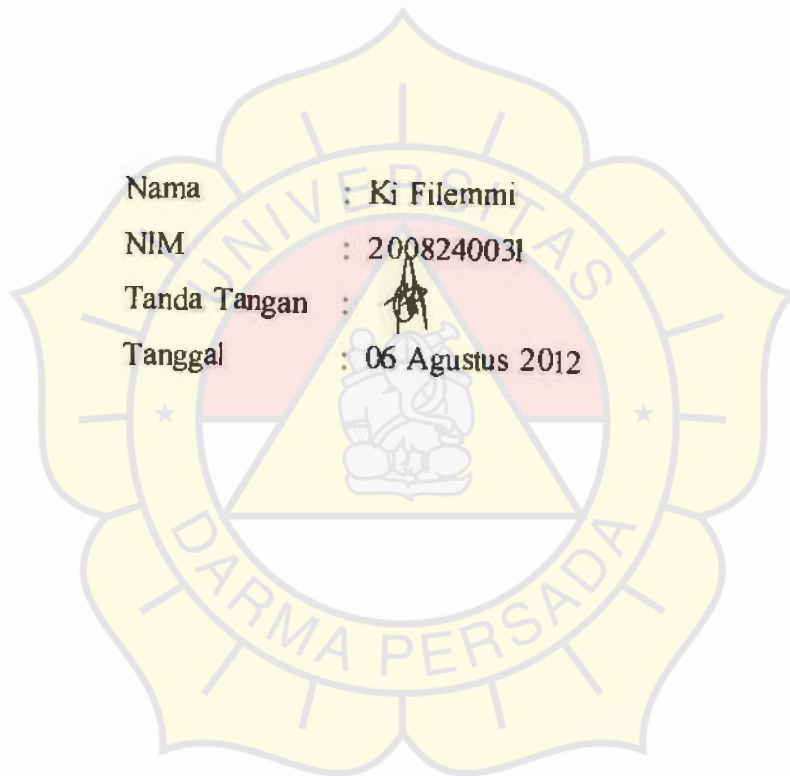 Nama : Ki Filemmi
NIM : 2008240031
Tanda Tangan :
Tanggal : 06 Agustus 2012
UNIVERSITAS
DARMA PERSADA